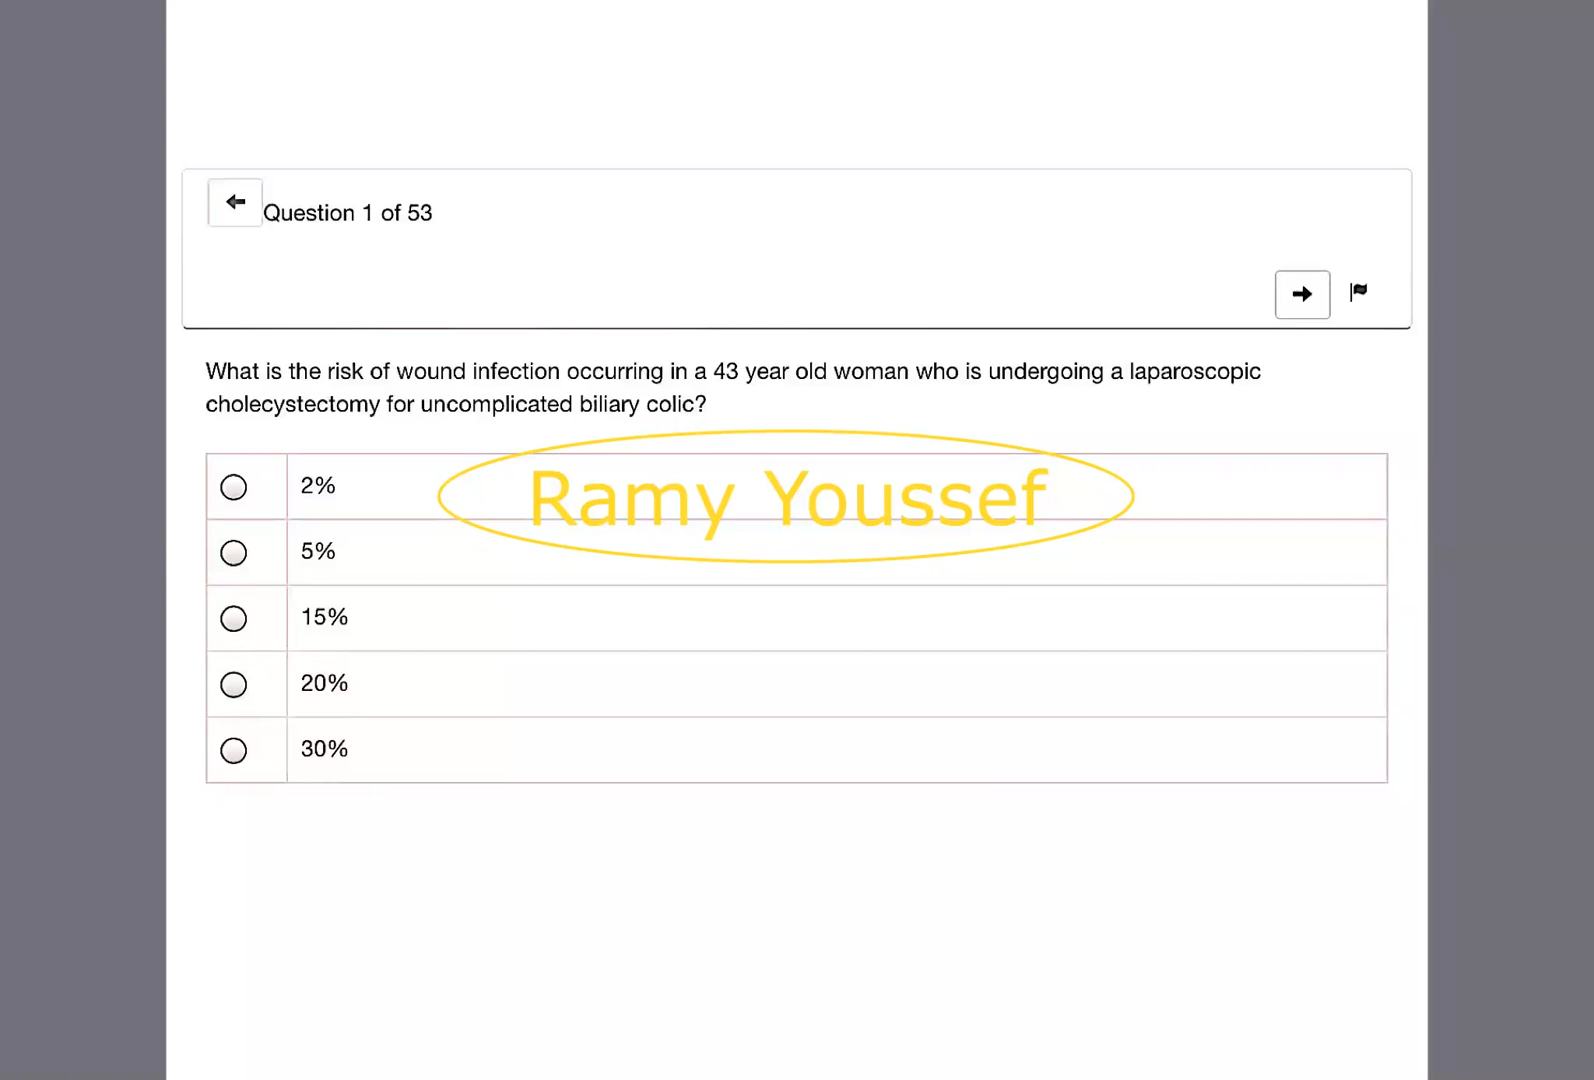 Question 1 of 53
What is the risk of wound infection occurring in a 43 year old woman who is undergoing a laparoscopic
cholecystectomy for uncomplicated biliary colic?
2%
Ramy Youssef
5%
15%
20%
30%